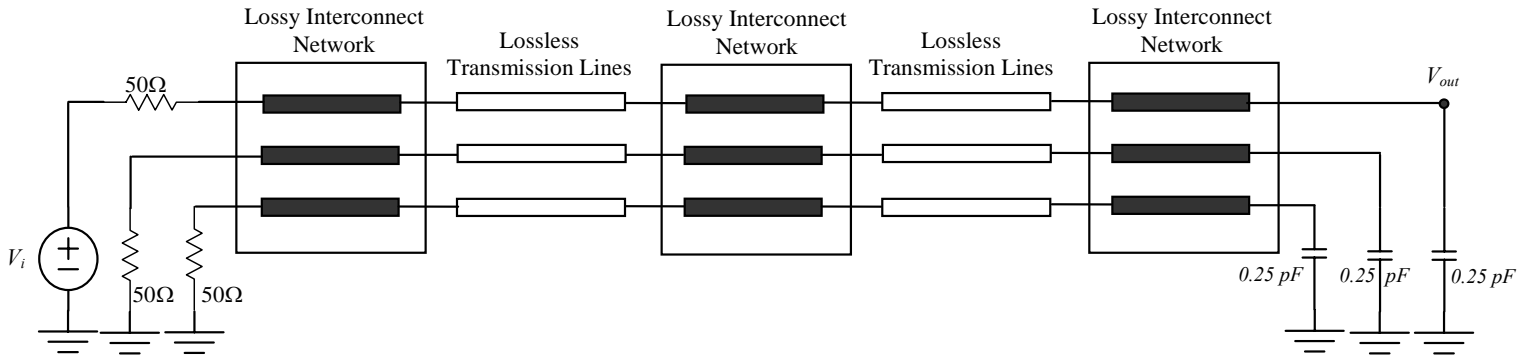 Lossy Interconnect
Network
Lossless
Transmission Lines
Lossy Interconnect
Network
Lossless
Transmission Lines
Lossy Interconnect
Network
50Ω
V_out
V_i
50Ω
50Ω
0.25 pF
0.25 pF
0.25 pF